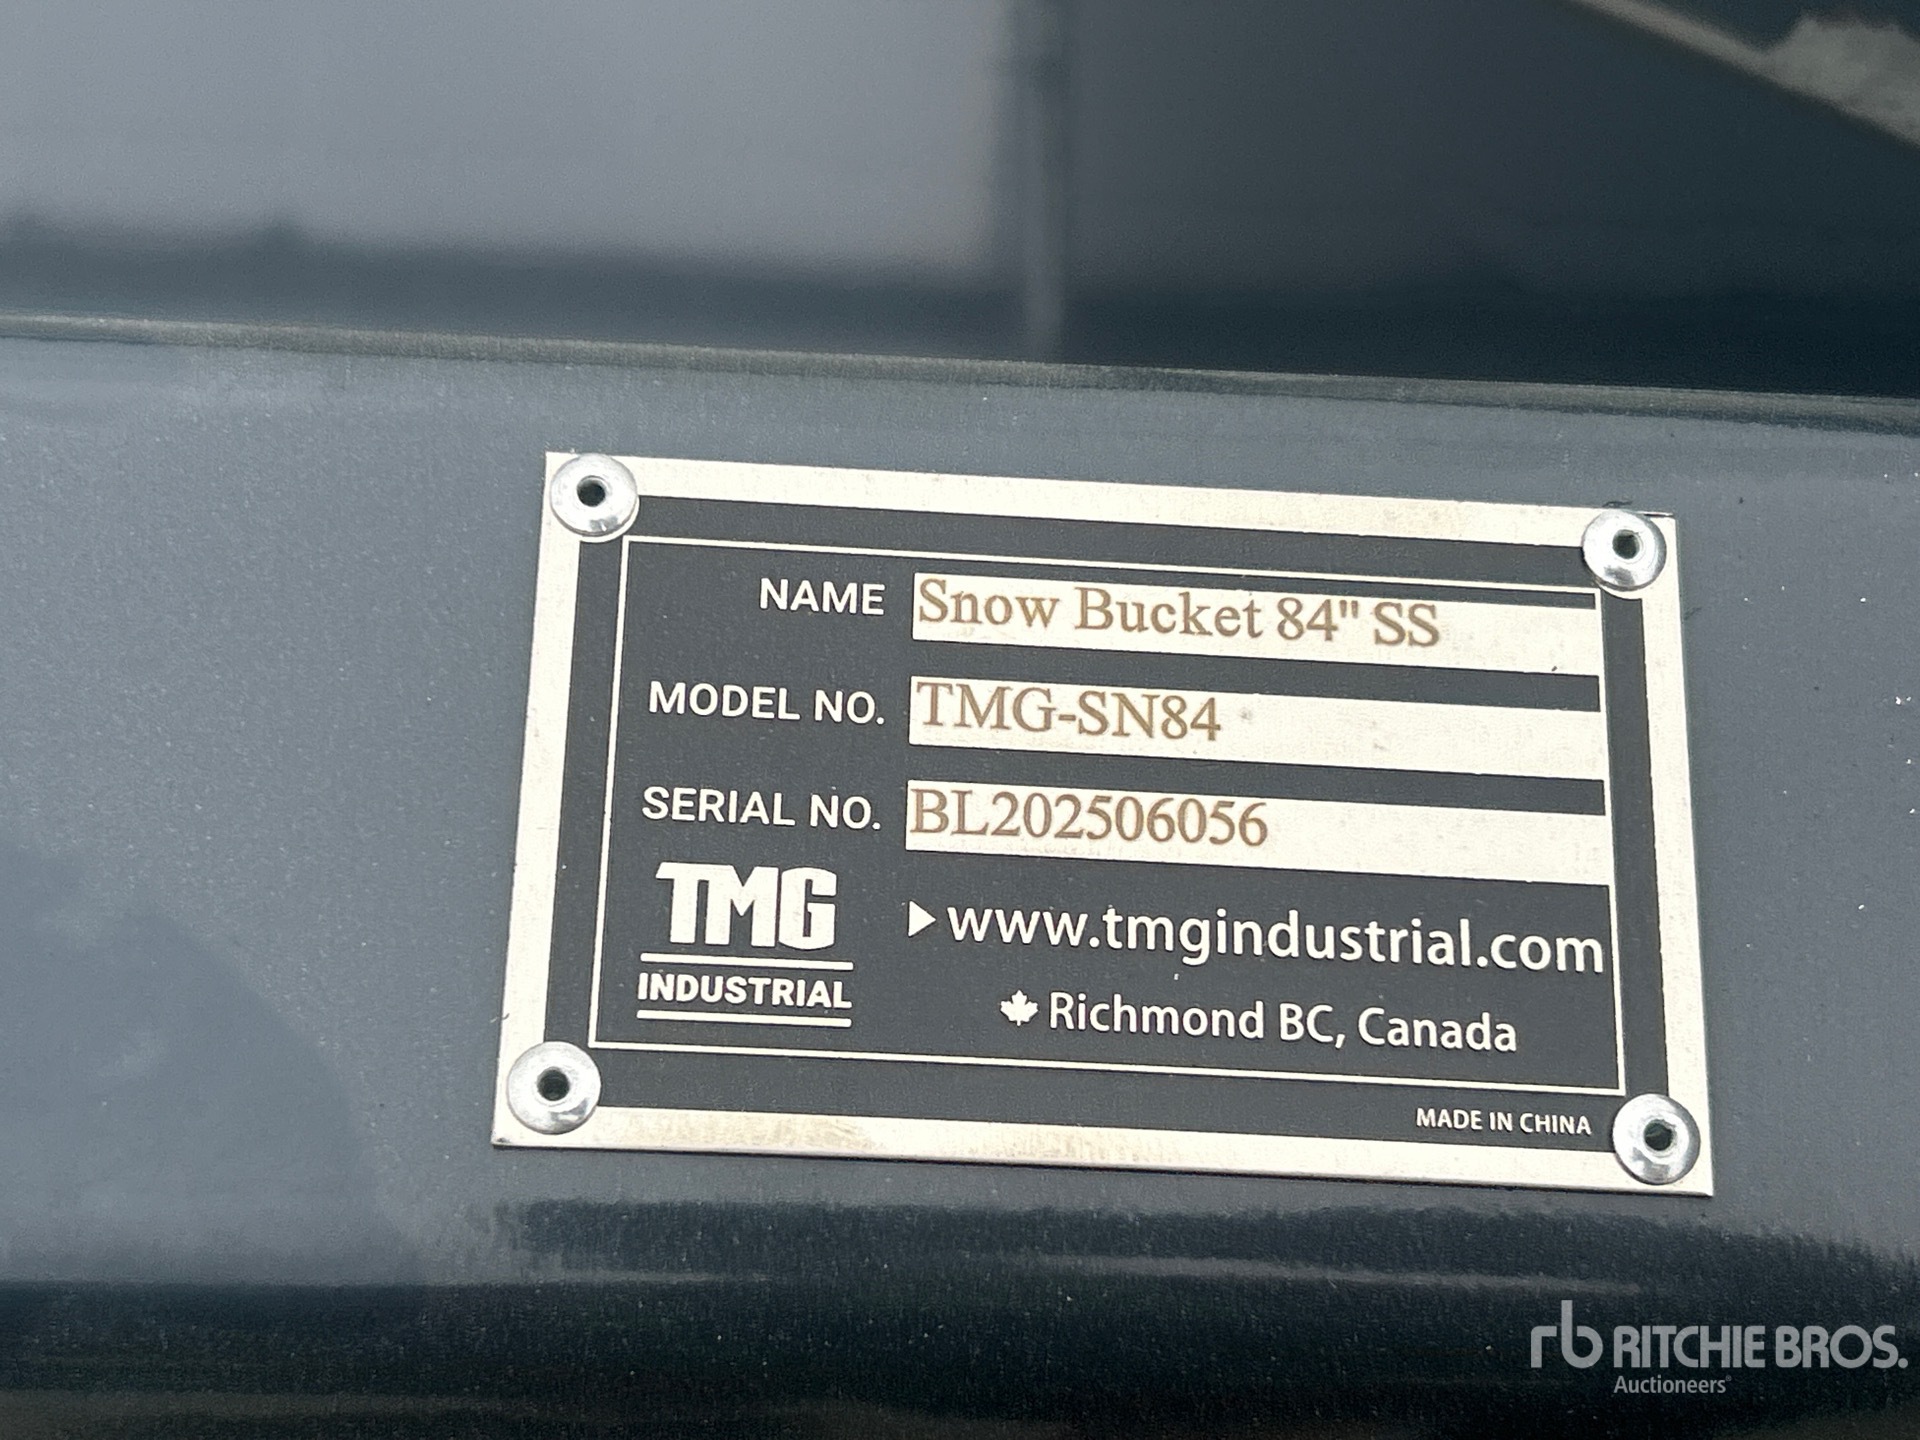 NAME Snow Bucket 84" SS
MODEL NO. TMG-SN84
SERIAL NO. BL202506056
TMG
INDUSTRIAL
www.tmgindustrial.com
Richmond BC, Canada
MADE IN CHINA
rb RITCHIE BROS.
Auctioneers®